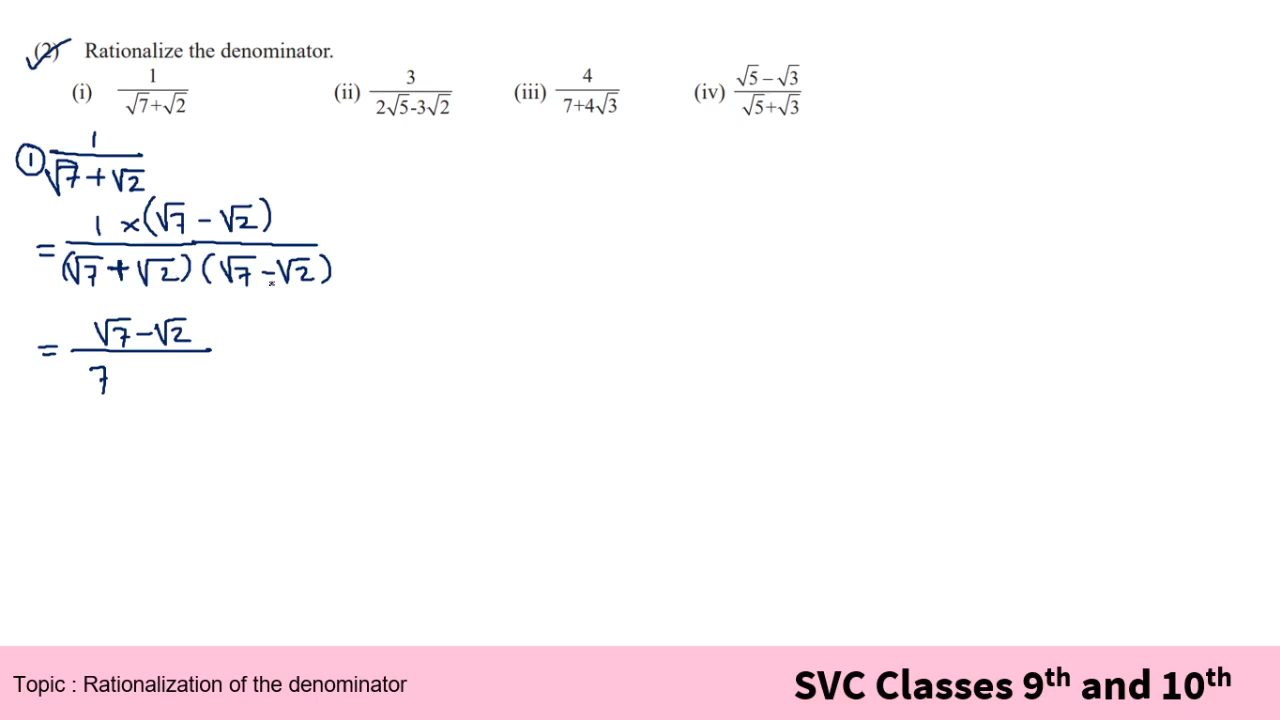 (2) Rationalize the denominator.
(i) 1/(√7+√2) (ii) 3/(2√5-3√2) (iii) 4/(7+4√3) (iv) (√5−√3)/(√5+√3)
① 1/(√7+√2)
= 1×(√7−√2)/(√7+√2)(√7−√2)
= √7−√2/7
Topic : Rationalization of the denominator
SVC Classes 9th and 10th